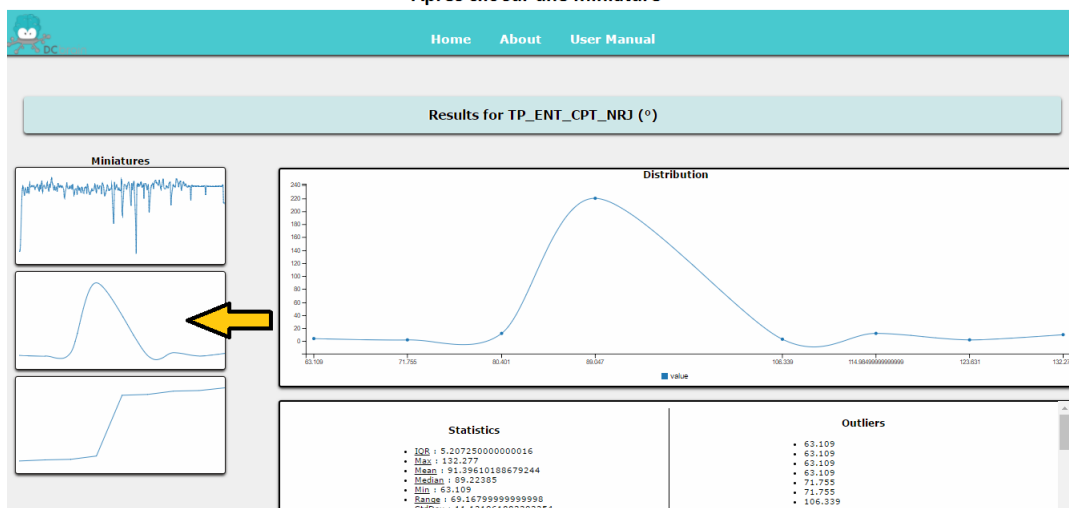 Home About User Manual
DC
Results for TP_ENT_CPT_NRJ (°)
Miniatures
Distribution
240
220
200
180
160
140
120
100
80
60
40
20
0
63.109 71.755 80.401 89.047 106.339 114.98499999999999 123.631
value
Statistics
IQR : 5.207250000000016
Max : 132.277
Mean : 91.39610188679244
Median : 89.22385
Min : 63.109
Range : 69.16799999999998
Outliers
63.109
63.109
63.109
63.109
71.755
71.755
106.339